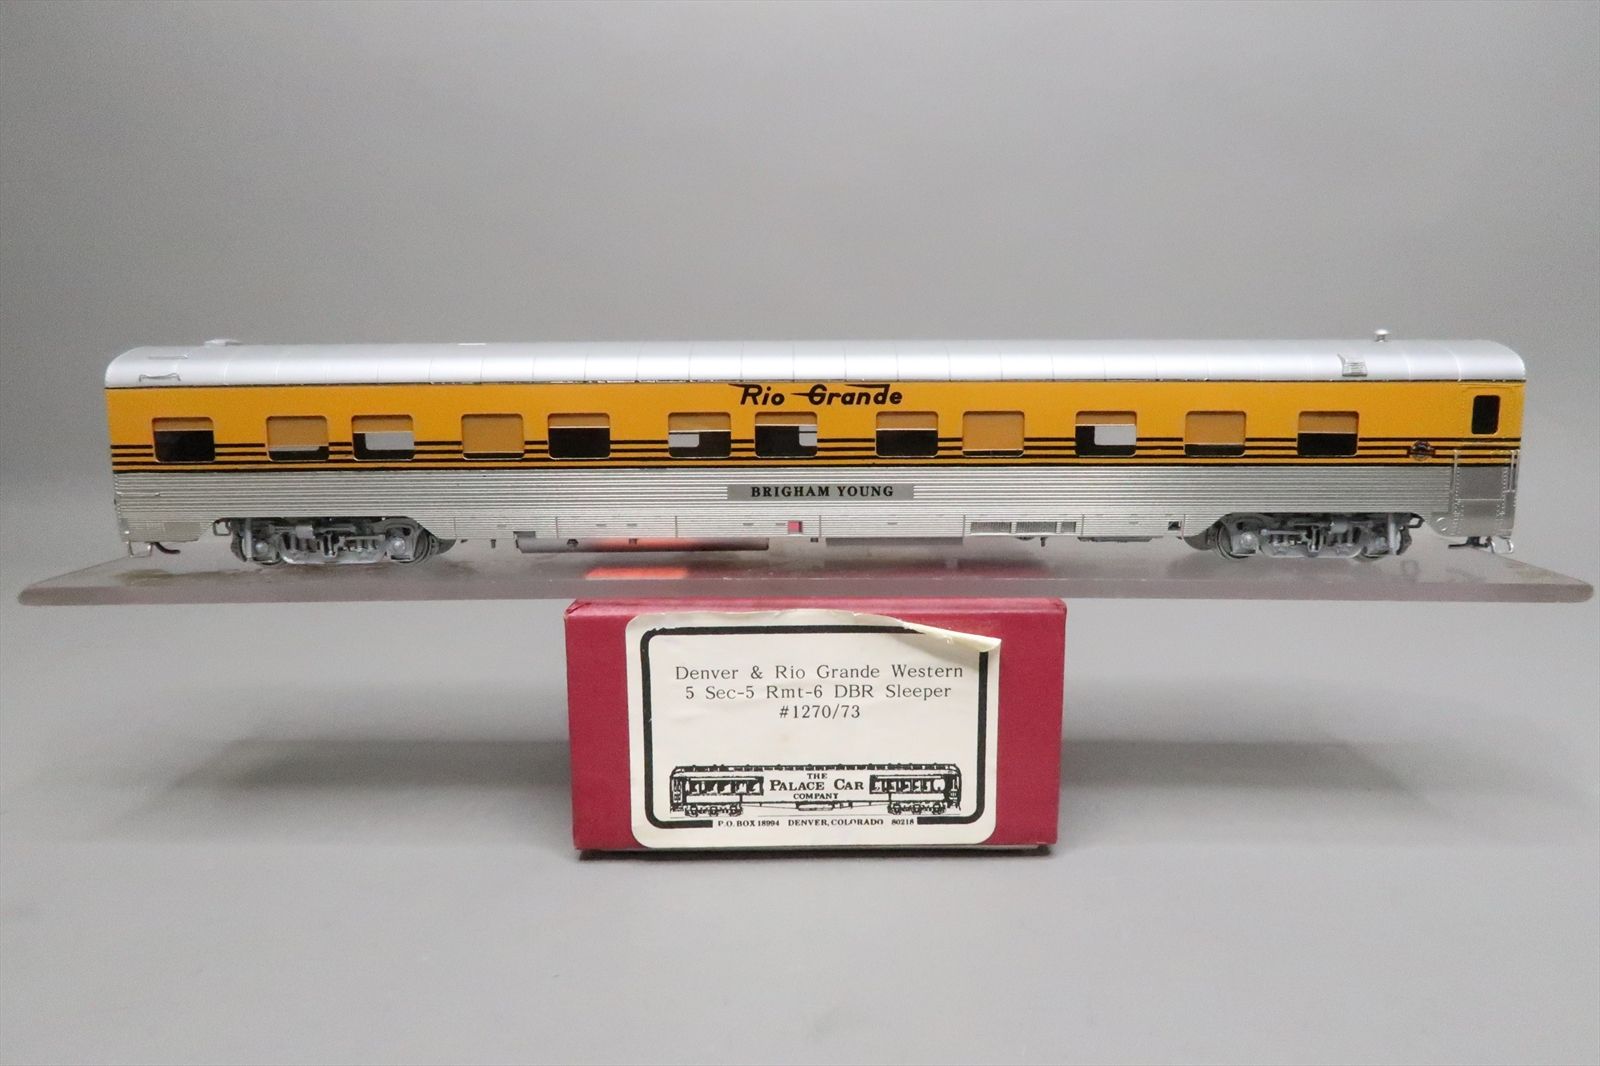 Rio Grande
BRIGHAM YOUNG
Denver & Rio Grande Western
5 Sec-5 Rmt-6 DBR Sleeper
#1270/73
THE
PALACE CAR
COMPANY
P.O. BOX 18994 DENVER, COLORADO 80218